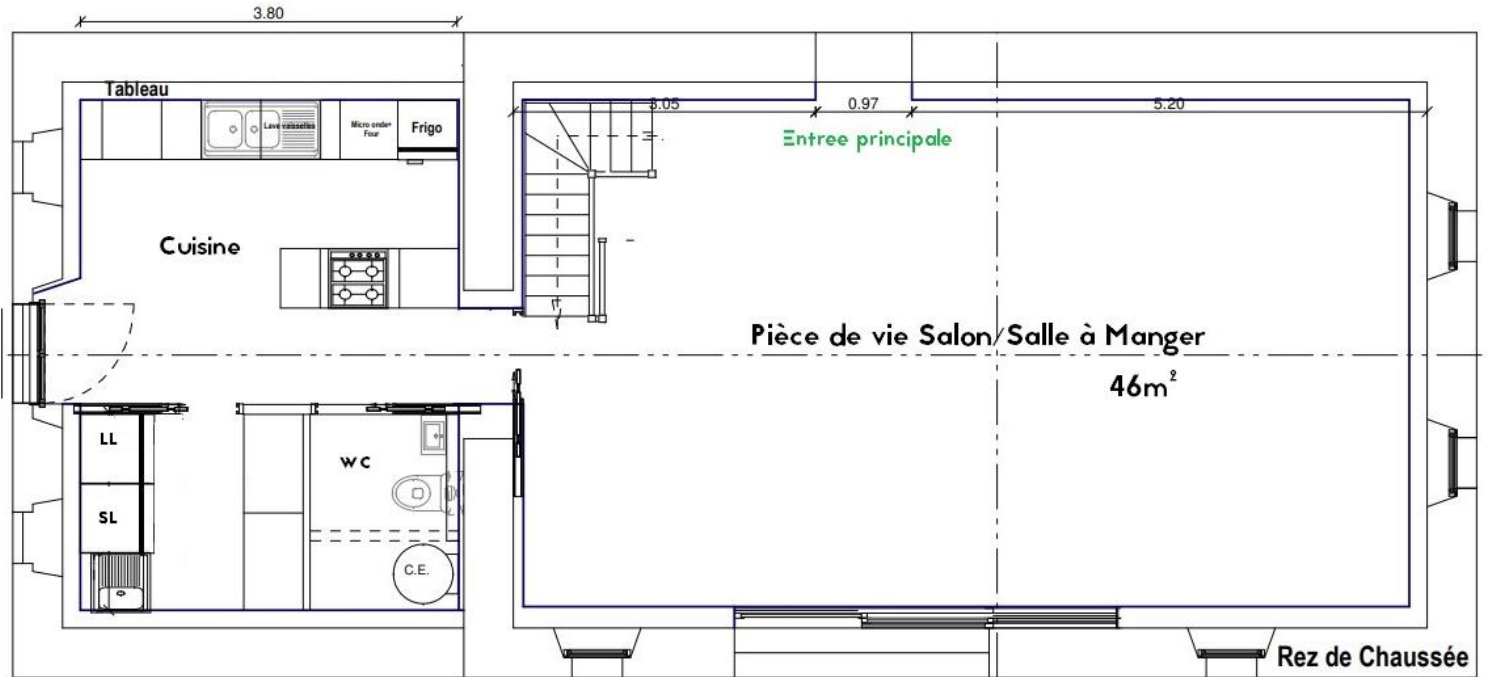 3.80
Tableau
Lave vaisselles
Micro onde+
Four
Frigo
3.05
0.97
5.20
Entree principale
Cuisine
Pièce de vie Salon/Salle à Manger
46m²
LL
WC
SL
C.E.
Rez de Chaussée